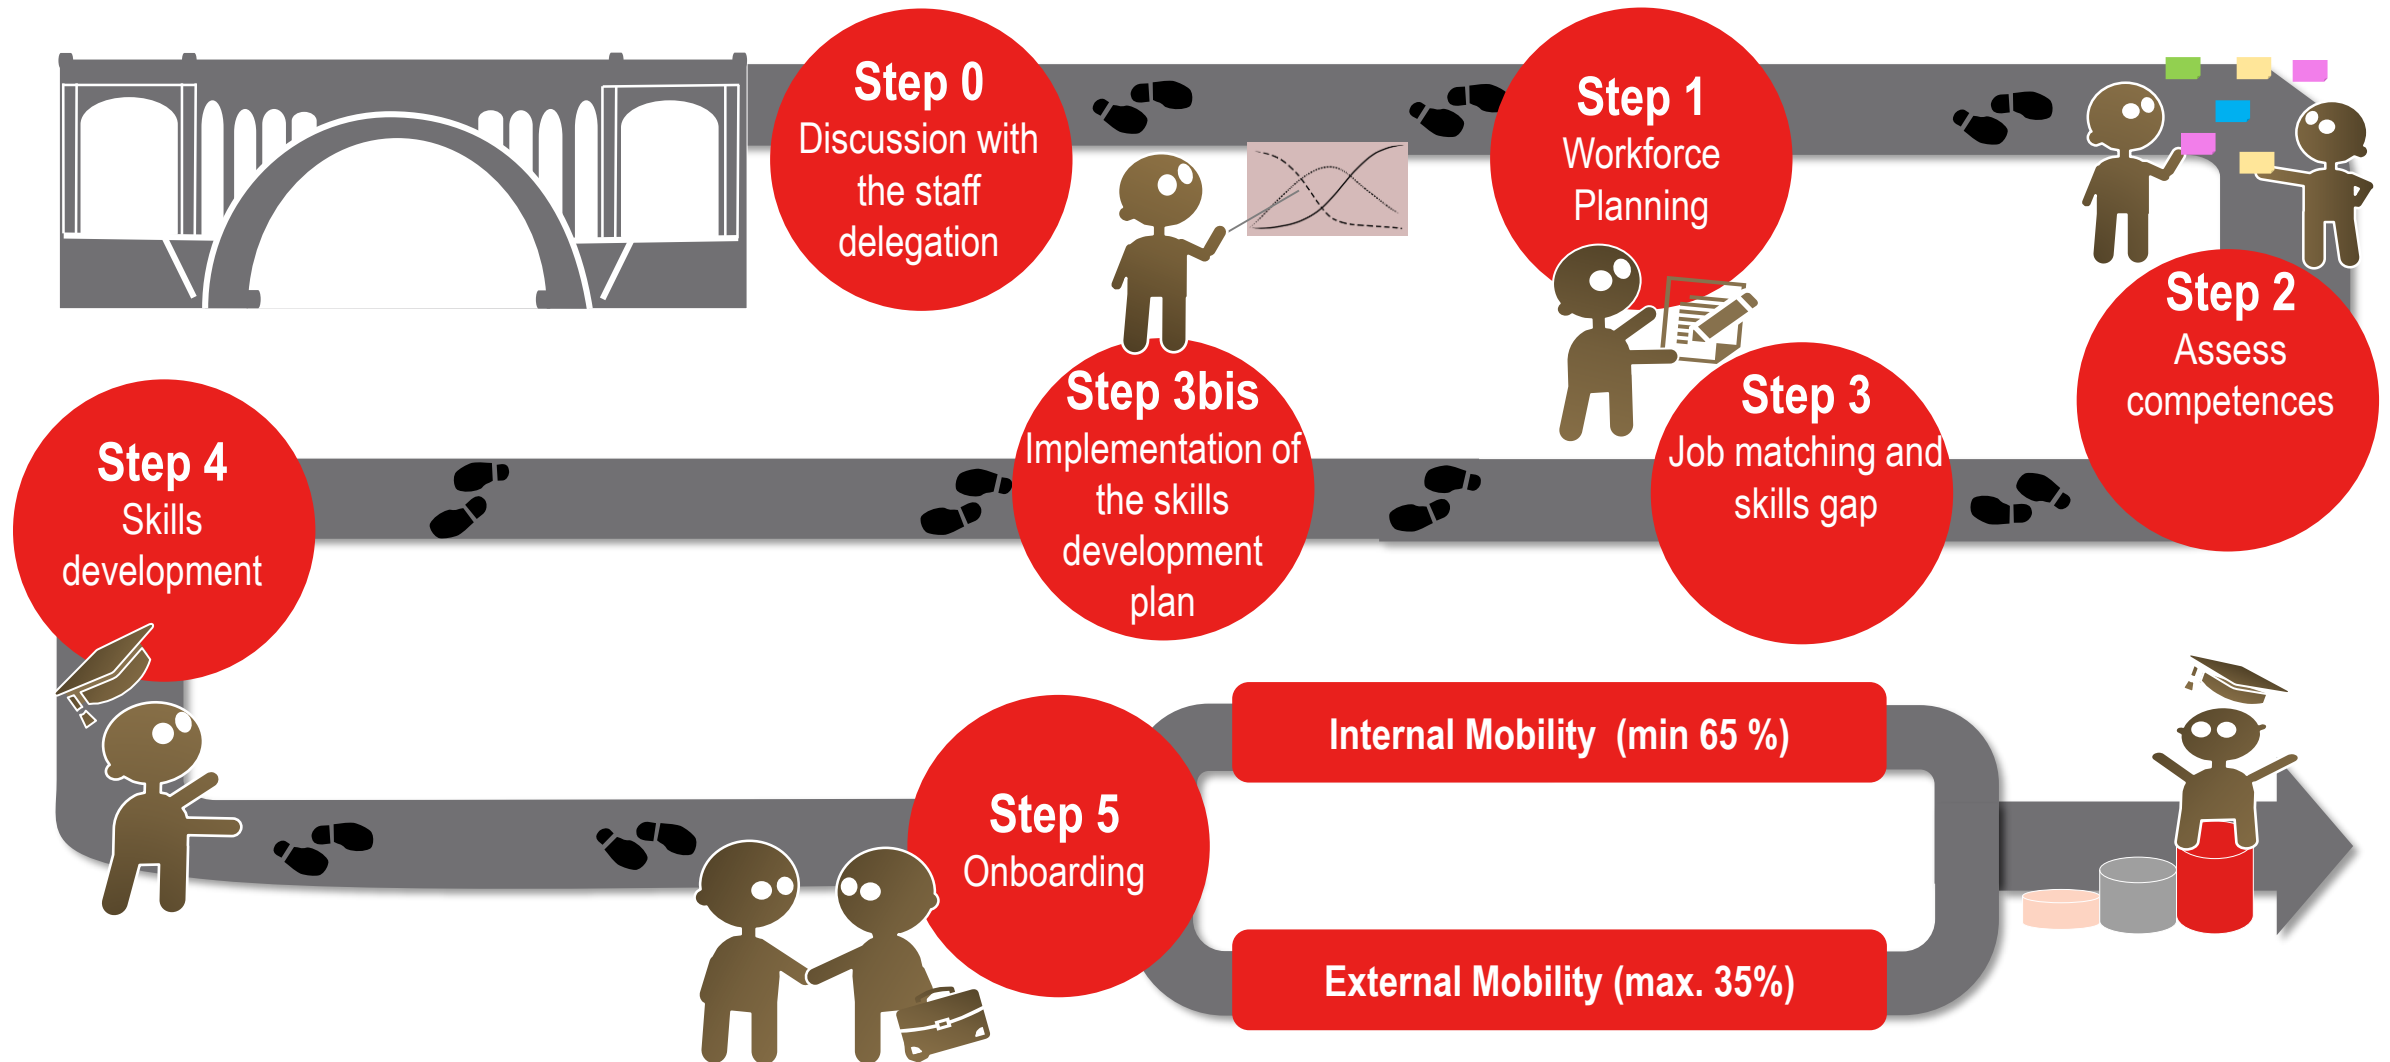 Step 0
Discussion with
the staff
delegation
Step 1
Workforce
Planning
Step 2
Assess
competences
Step 3
Job matching and
skills gap
Step 3bis
Implementation of
the skills
development
plan
Step 4
Skills
development
Step 5
Onboarding
Internal Mobility  (min 65 %)
External Mobility (max. 35%)